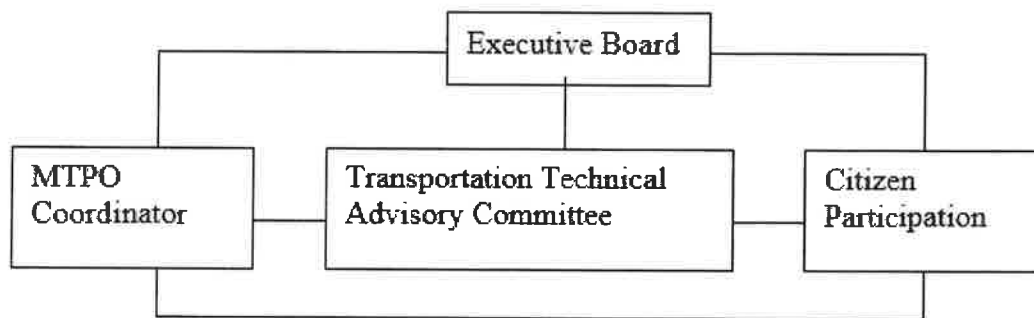 Executive Board
MTPO
Coordinator
Transportation Technical
Advisory Committee
Citizen
Participation